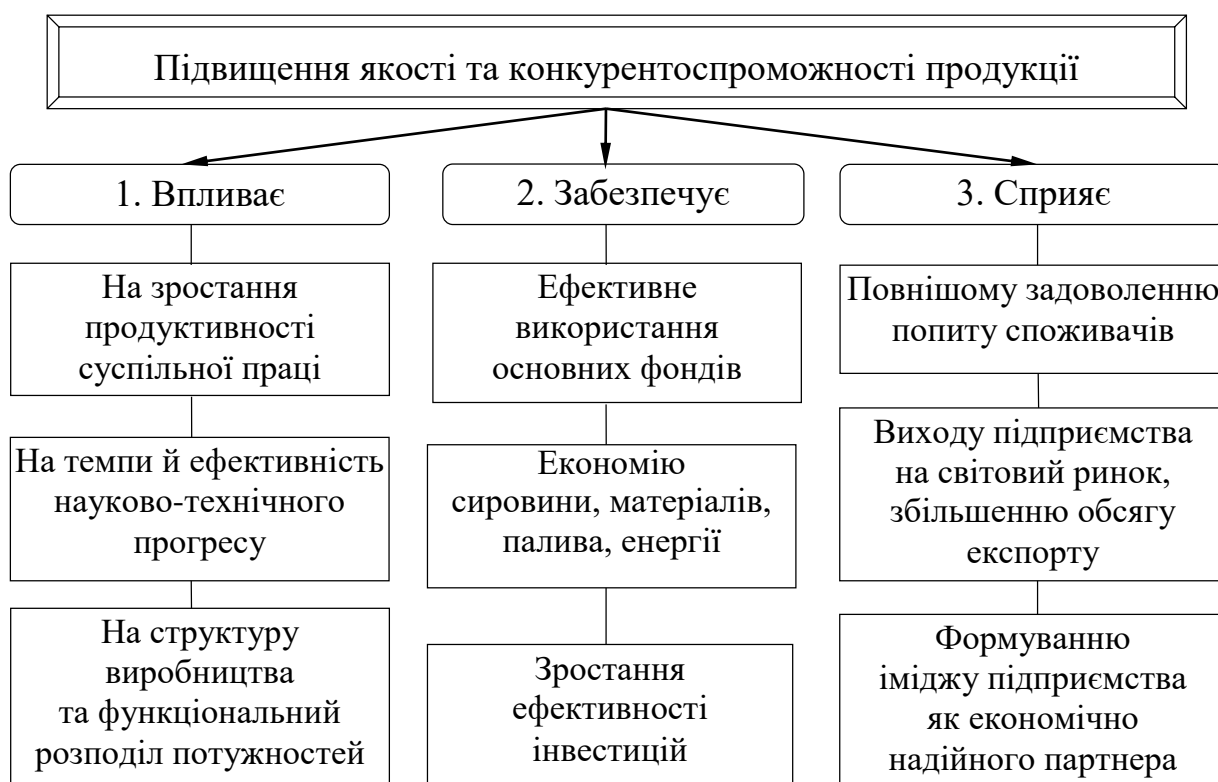 Підвищення якості та конкурентоспроможності продукції
1. Впливає
На зростання
продуктивності
суспільної праці
На темпи й ефективність
науково-технічного
прогресу
На структуру
виробництва
та функціональний
розподіл потужностей
2. Забезпечує
Ефективне
використання
основних фондів
Економію
сировини, матеріалів,
палива, енергії
Зростання
ефективності
інвестицій
3. Сприяє
Повнішому задоволенню
попиту споживачів
Виходу підприємства
на світовий ринок,
збільшенню обсягу
експорту
Формуванню
іміджу підприємства
як економічно
надійного партнера